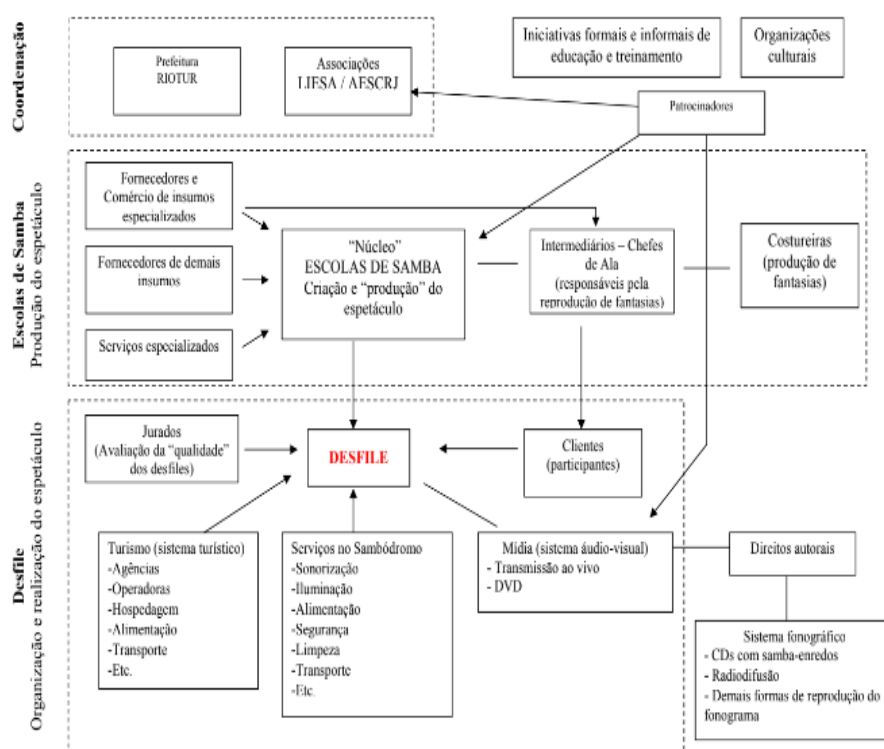 Coordenação
Prefeitura
RIOTUR
Associações
LIESA / AESCRJ
Iniciativas formais e informais de
educação e treinamento
Organizações
culturais
Patrocinadores
Escolas de Samba
Produção do espetáculo
Fornecedores e
Comércio de insumos
especializados
Fornecedores de demais
insumos
Serviços especializados
“Núcleo”
ESCOLAS DE SAMBA
Criação e “produção” do
espetáculo
Intermediários – Chefes
de Ala
(responsáveis pela
reprodução de fantasias)
Costureiras
(produção de
fantasias)
Desfile
Organização e realização do espetáculo
Jurados
(Avaliação da “qualidade”
dos desfiles)
DESFILE
Clientes
(participantes)
Turismo (sistema turístico)
-Agências
-Operadoras
-Hospedagem
-Alimentação
-Transporte
-Etc.
Serviços no Sambódromo
-Sonorização
-Iluminação
-Alimentação
-Segurança
-Limpeza
-Transporte
-Etc.
Mídia (sistema áudio-visual)
- Transmissão ao vivo
- DVD
Direitos autorais
Sistema fonográfico
- CDs com samba-enredos
- Radiodifusão
- Demais formas de reprodução do
fonograma